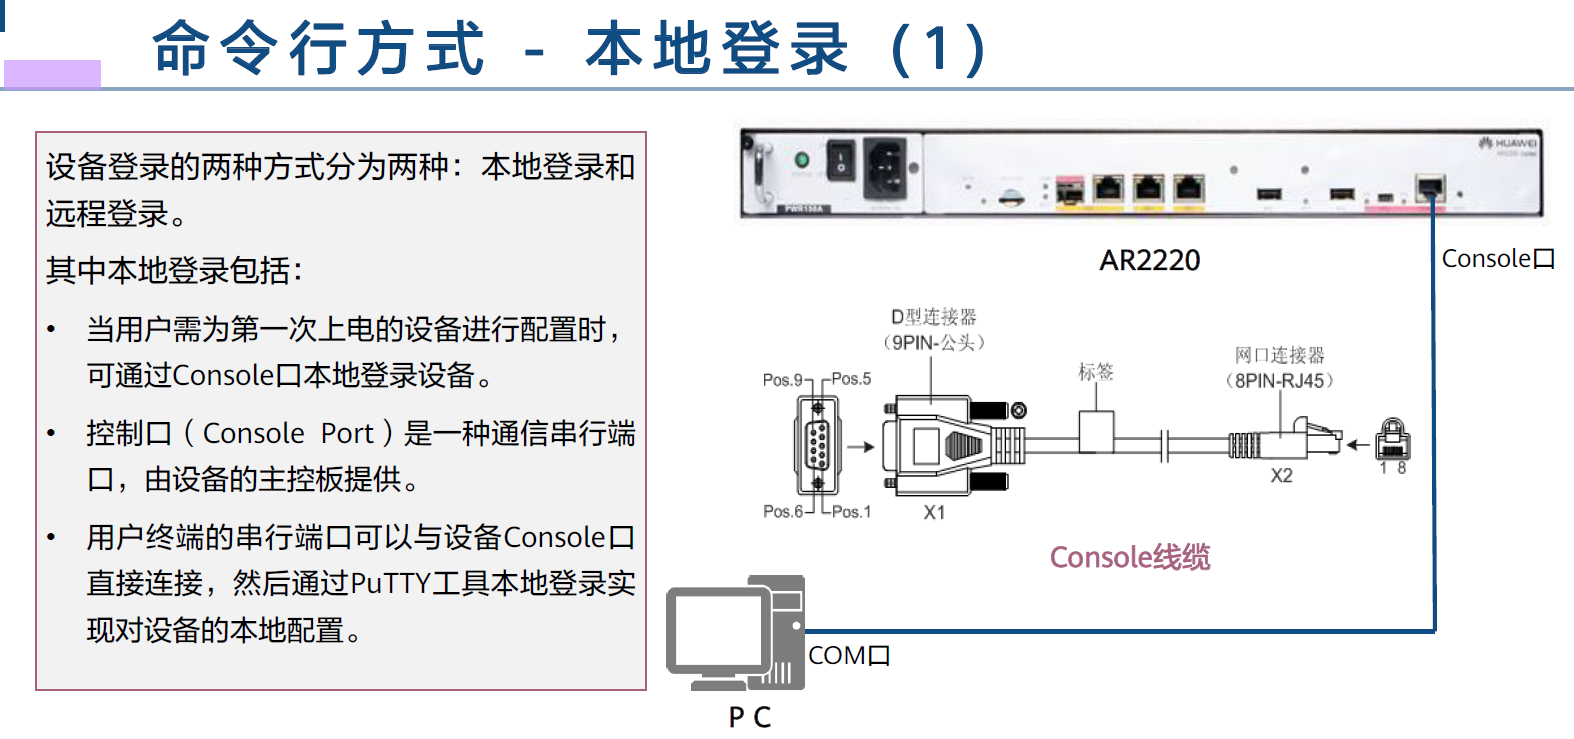 命令行方式 - 本地登录（1）
设备登录的两种方式分为两种：本地登录和
远程登录。
其中本地登录包括：
• 当用户需为第一次上电的设备进行配置时，
可通过Console口本地登录设备。
• 控制口（Console Port）是一种通信串行端
口，由设备的主控板提供。
• 用户终端的串行端口可以与设备Console口
直接连接，然后通过PuTTY工具本地登录实
现对设备的本地配置。
HUAWEI
PWR150A
AR2220
Console口
D型连接器
（9PIN-公头）
网口连接器
（8PIN-RJ45）
标签
Pos.9
Pos.5
1 8
X2
Pos.6
Pos.1
X1
Console线缆
COM口
PC